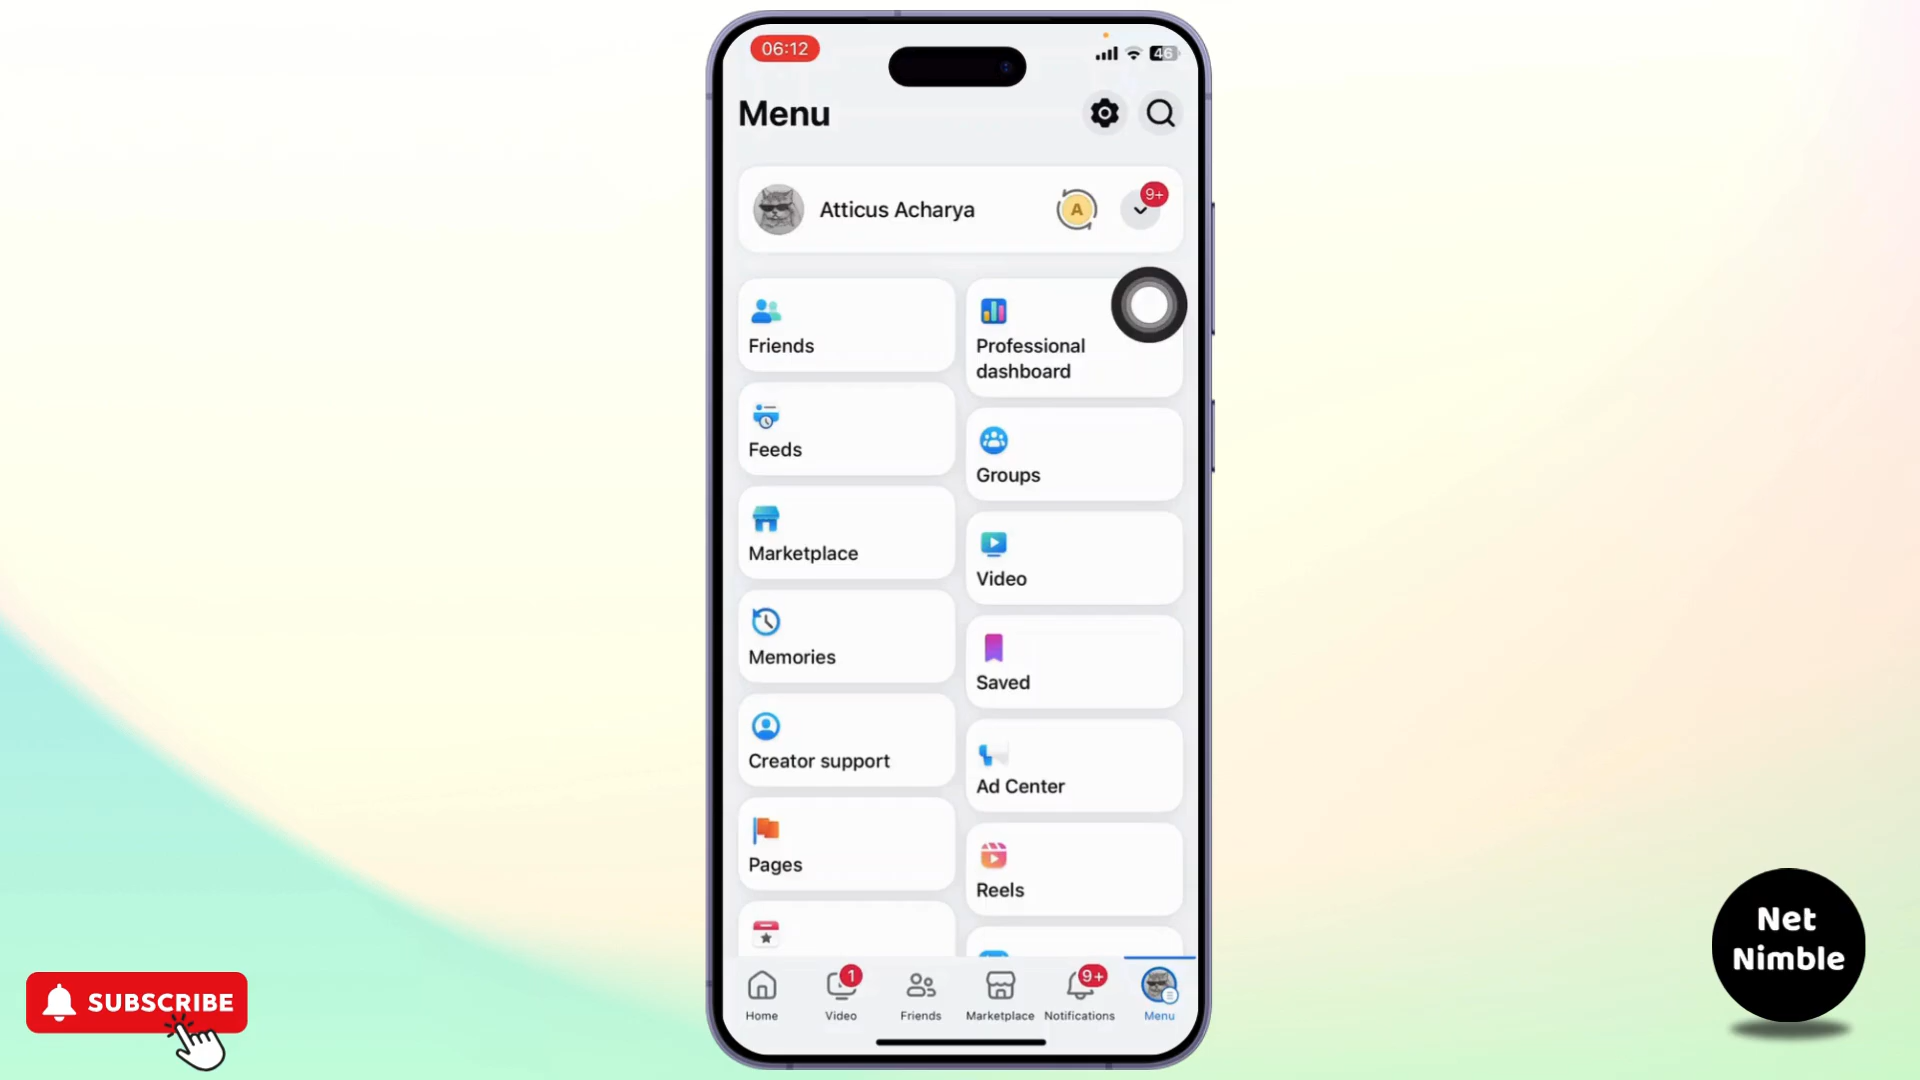 06:12
46
Menu
Atticus Acharya
A
9+
Friends
Professional
dashboard
Feeds
Groups
Marketplace
Video
Memories
Saved
Creator support
Ad Center
Pages
Reels
1
9+
Home
Video
Friends
Marketplace
Notifications
Menu
SUBSCRIBE
Net
Nimble